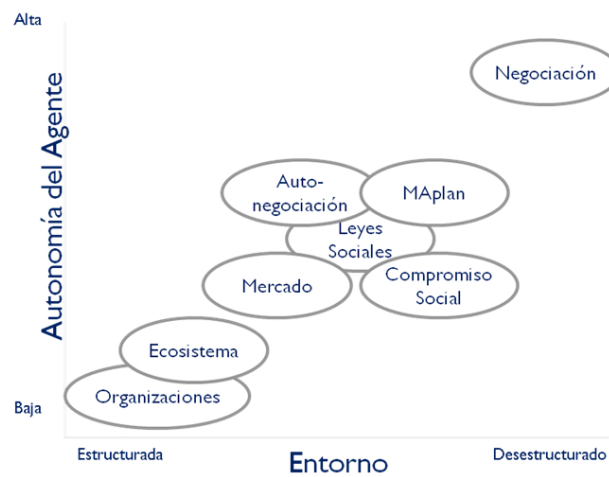 Alta
Autonomía del Agente
Negociación
Auto-
negociación
MAplan
Leyes
Sociales
Mercado
Compromiso
Social
Ecosistema
Organizaciones
Baja
Estructurada
Entorno
Desestructurado